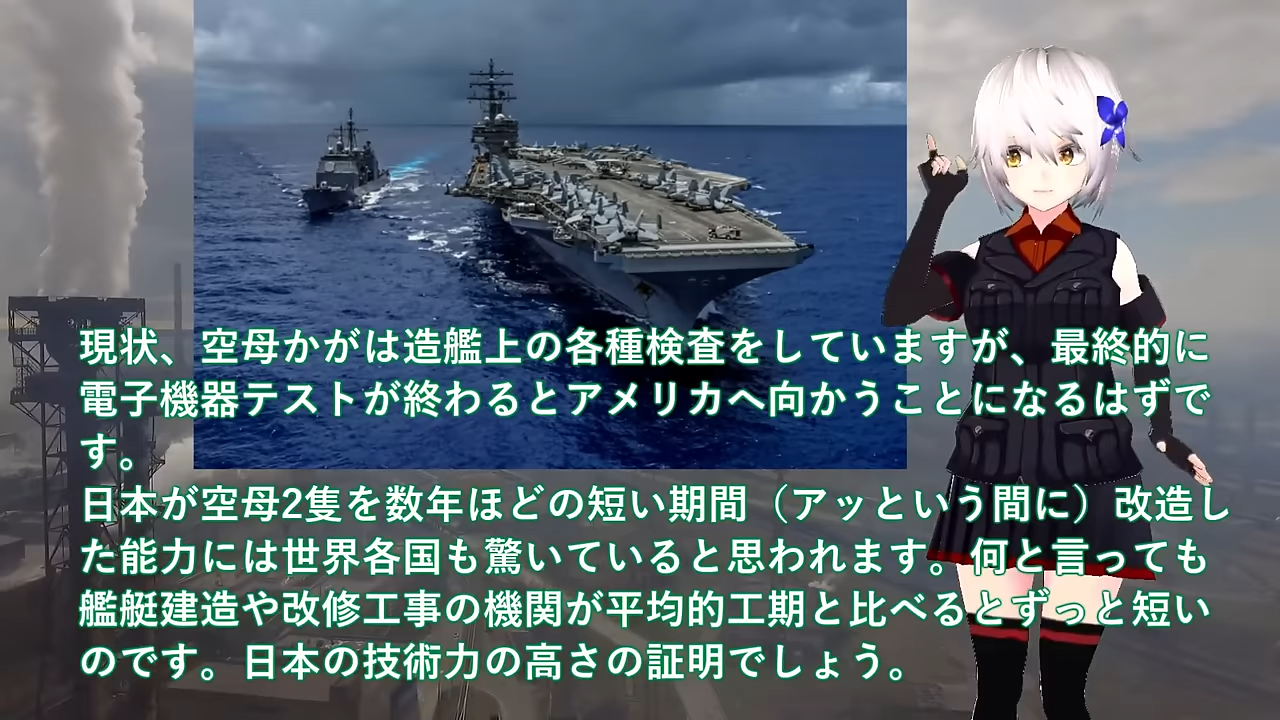 現状、空母かがは造艦上の各種検査をしていますが、最終的に
電子機器テストが終わるとアメリカへ向かうことになるはずで
す。
日本が空母2隻を数年ほどの短い期間（アッという間に）改造し
た能力には世界各国も驚いていると思われます。何と言っても
艦艇建造や改修工事の機関が平均的工期と比べるとずっと短い
のです。日本の技術力の高さの証明でしょう。